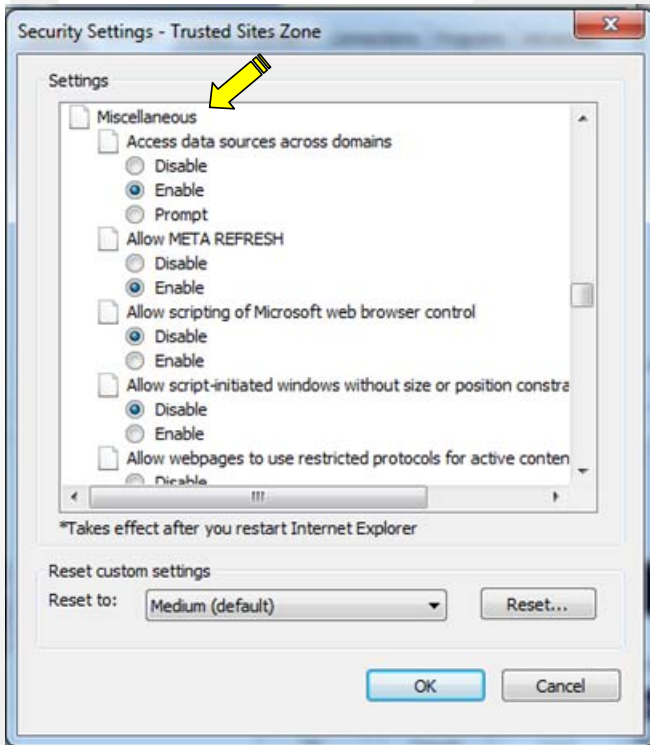 Security Settings - Trusted Sites Zone
Settings
Miscellaneous
Access data sources across domains
Disable
Enable
Prompt
Allow META REFRESH
Disable
Enable
Allow scripting of Microsoft web browser control
Disable
Enable
Allow script-initiated windows without size or position constra
Disable
Enable
Allow webpages to use restricted protocols for active conten
Disable
*Takes effect after you restart Internet Explorer
Reset custom settings
Reset to: Medium (default) Reset...
OK Cancel